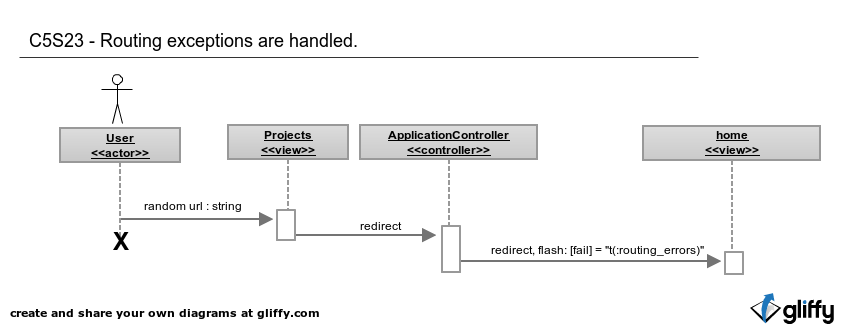 C5S23 - Routing exceptions are handled.
User
<<actor>>
Projects
<<view>>
ApplicationController
<<controller>>
home
<<view>>
random url : string
redirect
redirect, flash: [fail] = "t(:routing_errors)"
X
create and share your own diagrams at gliffy.com
gliffy